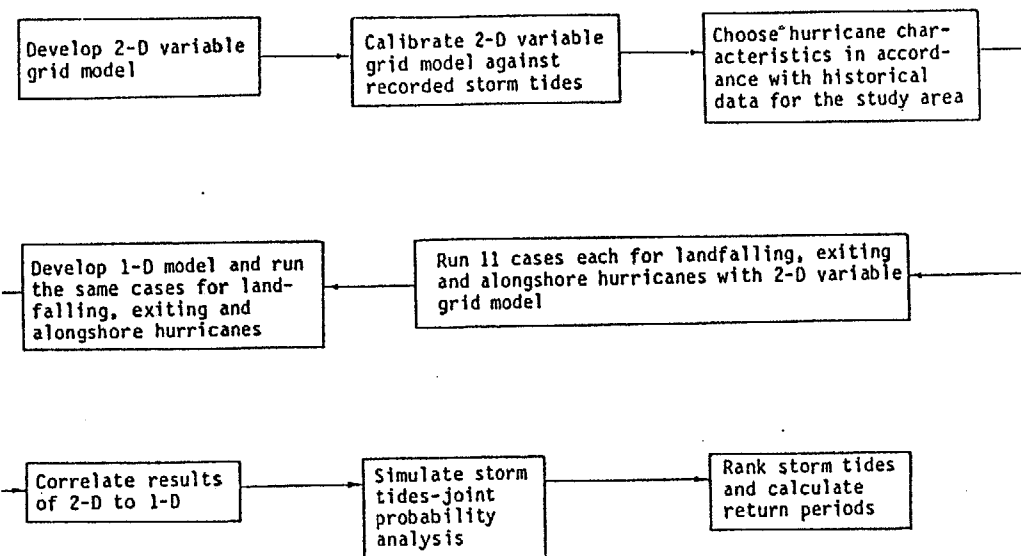 Develop 2-D variable
grid model
Calibrate 2-D variable
grid model against
recorded storm tides
Choose hurricane char-
acteristics in accord-
ance with historical
data for the study area
Run 11 cases each for landfalling, exiting
and alongshore hurricanes with 2-D variable
grid model
Develop 1-D model and run
the same cases for land-
falling, exiting and
alongshore hurricanes
Correlate results
of 2-D to 1-D
Simulate storm
tides-joint
probability
analysis
Rank storm tides
and calculate
return periods